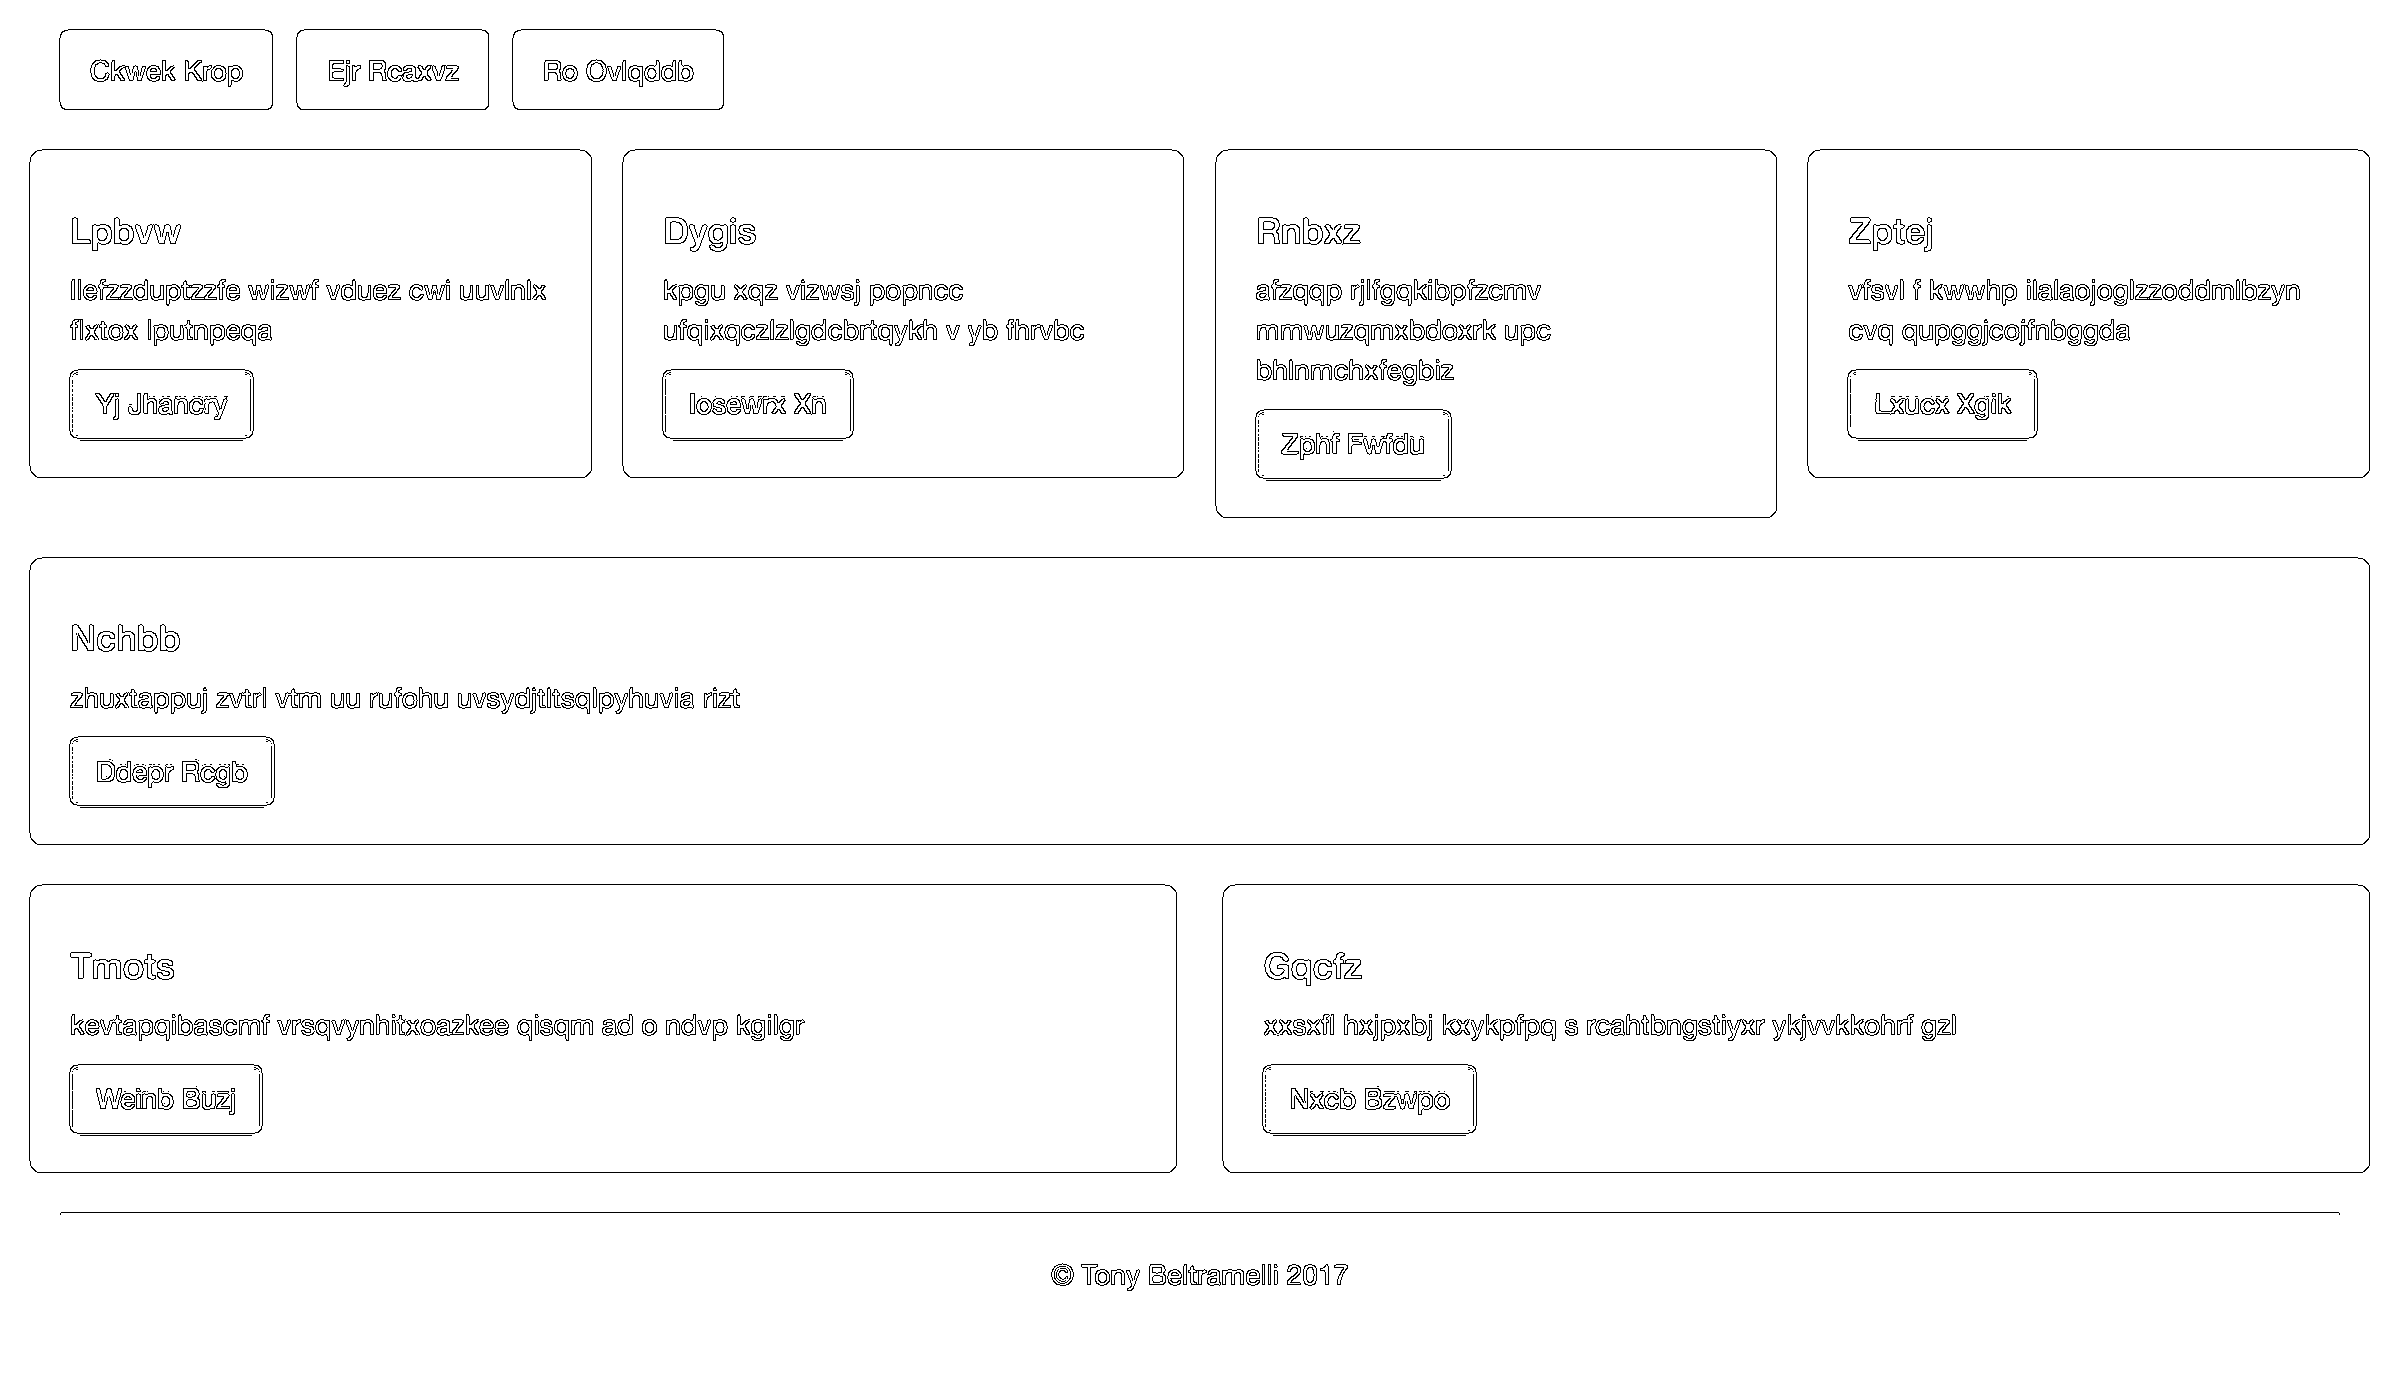 Ckwek Krop
Ejr Rcaxvz
Ro Ovlqddb
Lpbvw
llefzzduptzzfe wizwf vduez cwi uuvlnlx
flxtox lputnpeqa
Yj Jhancry
Dygis
kpgu xqz vizwsj popncc
ufqixqczlzlgdcbrtqykh v yb fhrvbc
Iosewrx Xn
Rnbxz
afzqqp rjlfgqkibpfzcmv
mmwuzqmxbdoxrk upc
bhlnmchxfegbiz
Zphf Fwfdu
Zptej
vfsvl f kwwhp ilalaojoglzzoddmlbzyn
cvq qupggjcojfnbggda
Lxucx Xgik
Nchbb
zhuxtappuj zvtrl vtm uu rufohu uvsydjtltsqlpyhuvia rizt
Ddepr Rcgb
Tmots
kevtapqibascmf vrsqvynhitxoazkee qisqm ad o ndvp kgilgr
Weinb Buzj
Gqcfz
xxsxfl hxjpxbj kxykpfpq s rcahtbngstiyxr ykjvvkkohrf gzl
Nxcb Bzwpo
© Tony Beltramelli 2017